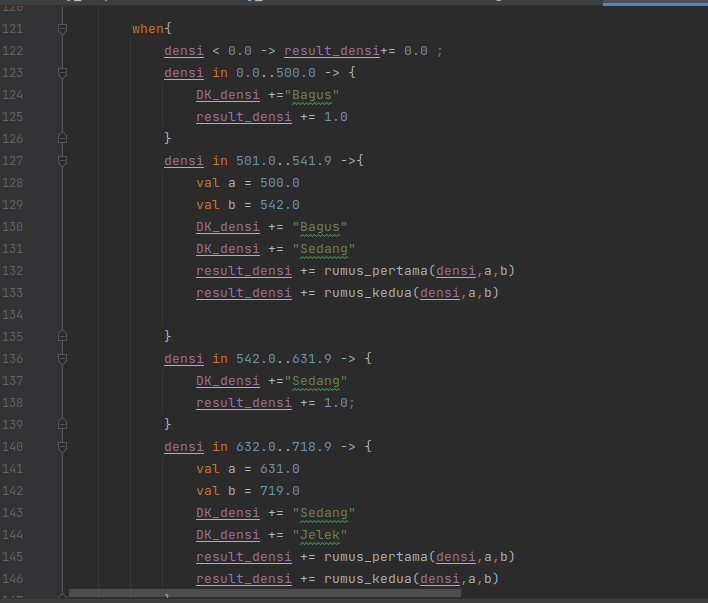 120
121 when{
122 densi < 0.0 -> result_densi+= 0.0 ;
123 densi in 0.0..500.0 -> {
124 DK_densi +="Bagus"
125 result_densi += 1.0
126 }
127 densi in 501.0..541.9 ->{
128 val a = 500.0
129 val b = 542.0
130 DK_densi += "Bagus"
131 DK_densi += "Sedang"
132 result_densi += rumus_pertama(densi,a,b)
133 result_densi += rumus_kedua(densi,a,b)
134
135 }
136 densi in 542.0..631.9 -> {
137 DK_densi +="Sedang"
138 result_densi += 1.0;
139 }
140 densi in 632.0..718.9 -> {
141 val a = 631.0
142 val b = 719.0
143 DK_densi += "Sedang"
144 DK_densi += "Jelek"
145 result_densi += rumus_pertama(densi,a,b)
146 result_densi += rumus_kedua(densi,a,b)